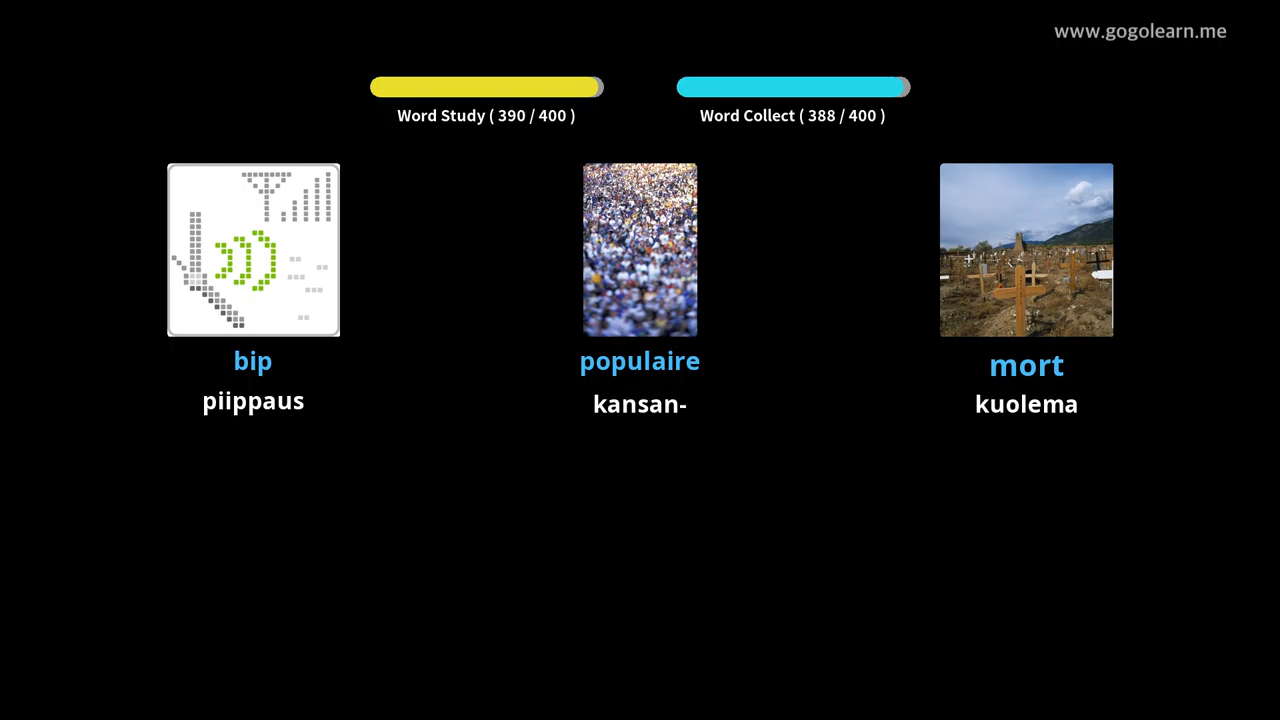 www.gogolearn.me
Word Study ( 390 / 400 )
Word Collect ( 388 / 400 )
bip
populaire
mort
piippaus
kansan-
kuolema